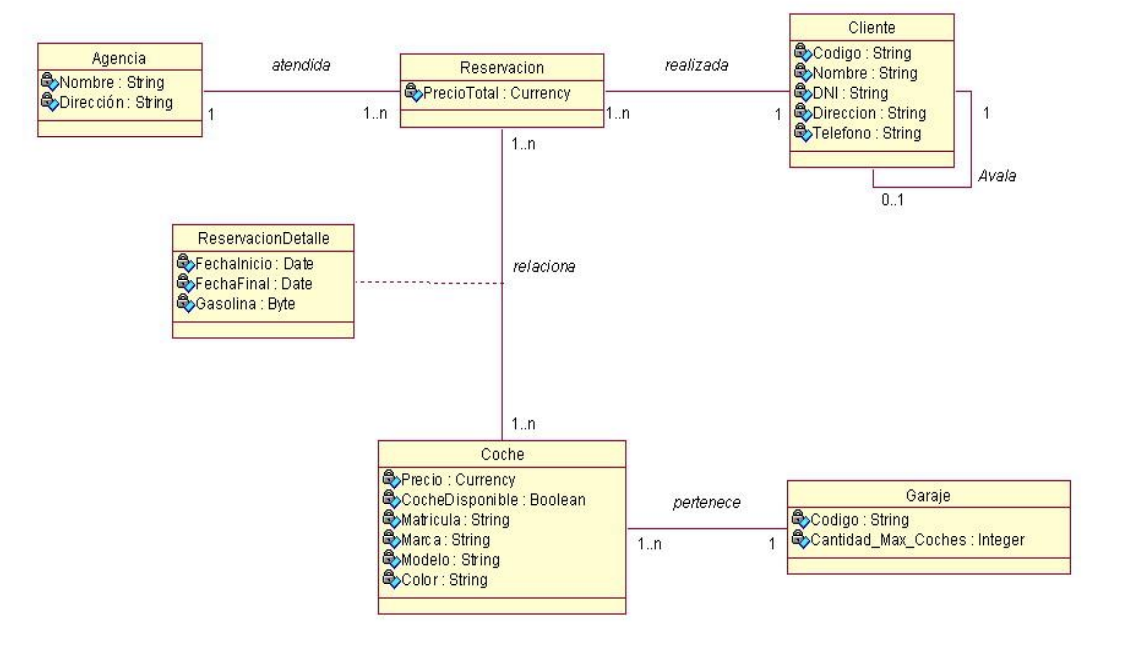 Agencia
Nombre : String
Dirección : String
atendida
1
1..n
Reservacion
PrecioTotal : Currency
realizada
1..n
1
Cliente
Codigo : String
Nombre : String
DNI : String
Direccion : String
Telefono : String
1
Avala
0..1
1..n
ReservacionDetalle
FechaInicio : Date
FechaFinal : Date
Gasolina : Byte
relaciona
1..n
Coche
Precio : Currency
CocheDisponible : Boolean
Matricula : String
Marca : String
Modelo : String
Color : String
pertenece
1..n
1
Garaje
Codigo : String
Cantidad_Max_Coches : Integer